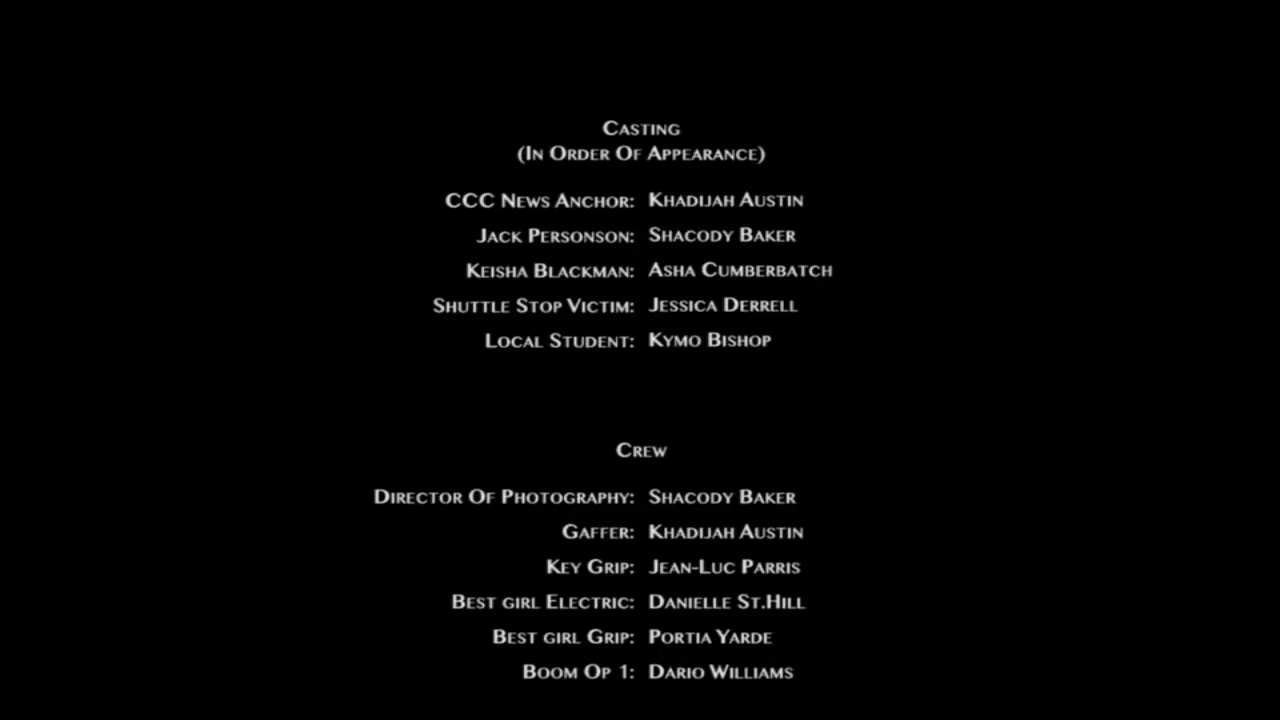 Casting
(In Order Of Appearance)
CCC News Anchor: Khadijah Austin
Jack Personson: Shacody Baker
Keisha Blackman: Asha Cumberbatch
Shuttle Stop Victim: Jessica Derrell
Local Student: Kymo Bishop
Crew
Director Of Photography: Shacody Baker
Gaffer: Khadijah Austin
Key Grip: Jean-Luc Parris
Best girl Electric: Danielle St.Hill
Best girl Grip: Portia Yarde
Boom Op 1: Dario Williams